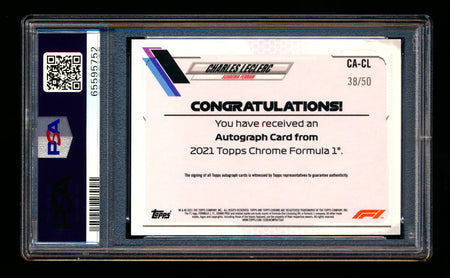 CHARLES LECLERC
SCUDERIA FERRARI
CA-CL
38/50
CONGRATULATIONS!
You have received an
Autograph Card from
2021 Topps Chrome Formula 1®.
The signing of all Topps autograph cards is witnessed by Topps representatives to guarantee authenticity.
Topps
F1
65595752
PSA